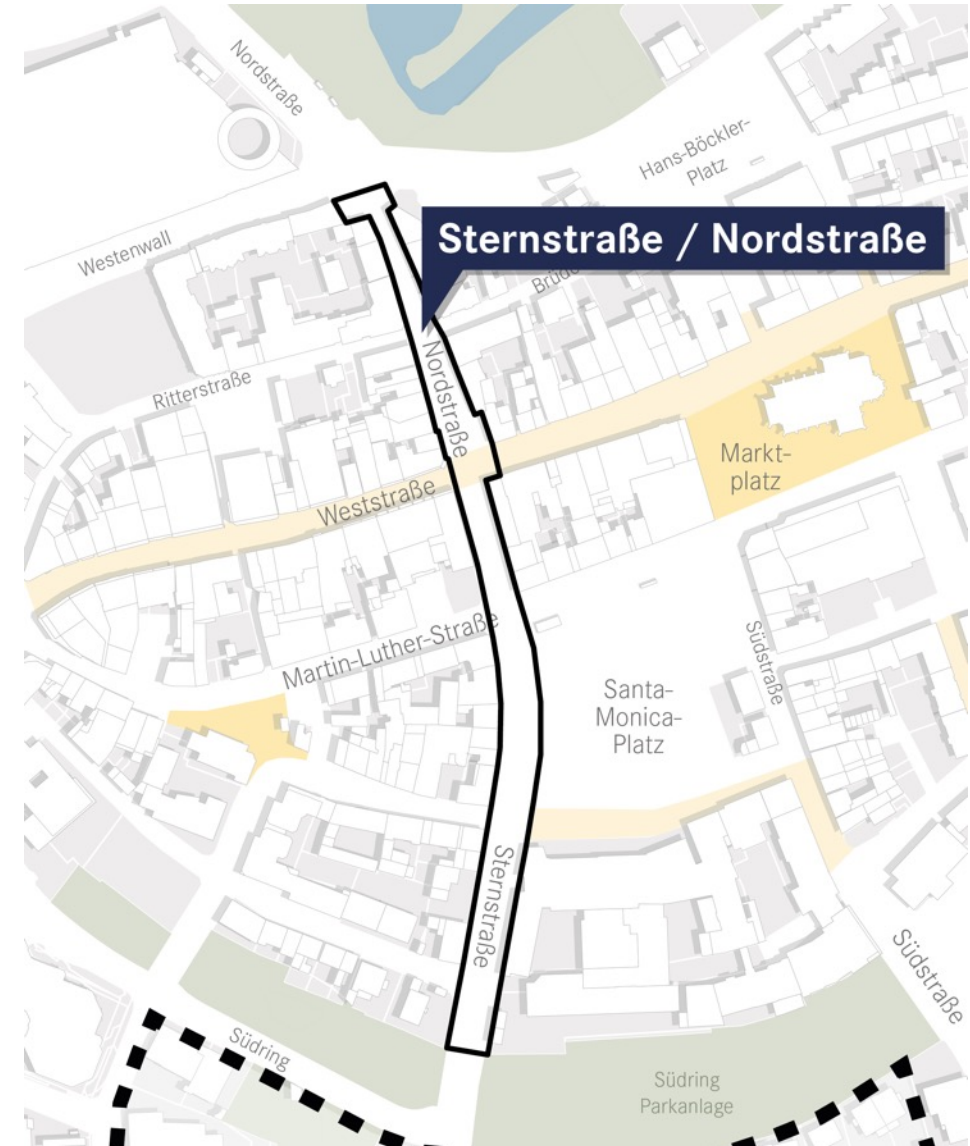 Nordstraße
Hans-Böckler-
Platz
Westenwall
Sternstraße / Nordstraße
Ritterstraße
Nordstraße
Markt-
platz
Weststraße
Martin-Luther-Straße
Südstraße
Santa-
Monica-
Platz
Sternstraße
Südstraße
Südring
Südring
Parkanlage